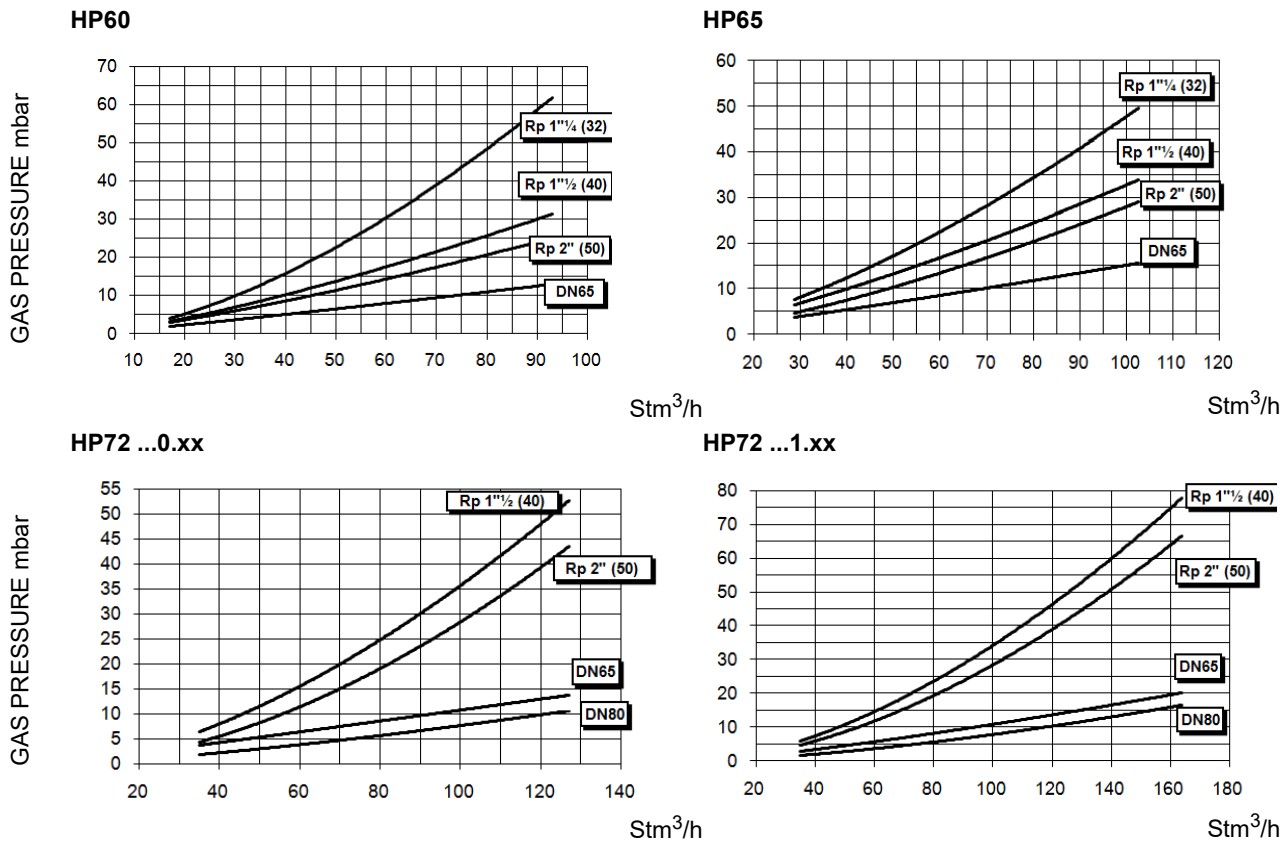 HP60
GAS PRESSURE mbar
70
60
50
40
30
20
10
0
Rp 1"¼ (32)
Rp 1"½ (40)
Rp 2" (50)
DN65
10 20 30 40 50 60 70 80 90 100
Stm³/h
HP65
60
50
40
30
20
10
0
Rp 1"¼ (32)
Rp 1"½ (40)
Rp 2" (50)
DN65
20 30 40 50 60 70 80 90 100 110 120
Stm³/h
HP72 ...0.xx
GAS PRESSURE mbar
55
50
45
40
35
30
25
20
15
10
5
0
Rp 1"½ (40)
Rp 2" (50)
DN65
DN80
20 40 60 80 100 120 140
Stm³/h
HP72 ...1.xx
80
70
60
50
40
30
20
10
0
Rp 1"½ (40)
Rp 2" (50)
DN65
DN80
20 40 60 80 100 120 140 160 180
Stm³/h